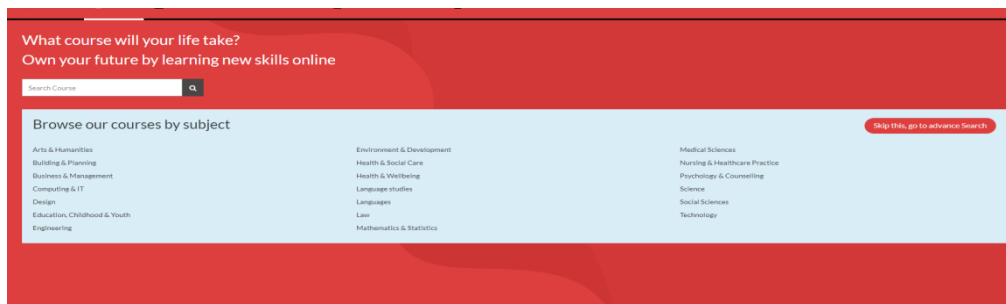 What course will your life take?
Own your future by learning new skills online
Search Course
Browse our courses by subject
Skip this, go to advance Search
Arts & Humanities
Building & Planning
Business & Management
Computing & IT
Design
Education, Childhood & Youth
Engineering
Environment & Development
Health & Social Care
Health & Wellbeing
Language studies
Languages
Law
Mathematics & Statistics
Medical Sciences
Nursing & Healthcare Practice
Psychology & Counselling
Science
Social Sciences
Technology